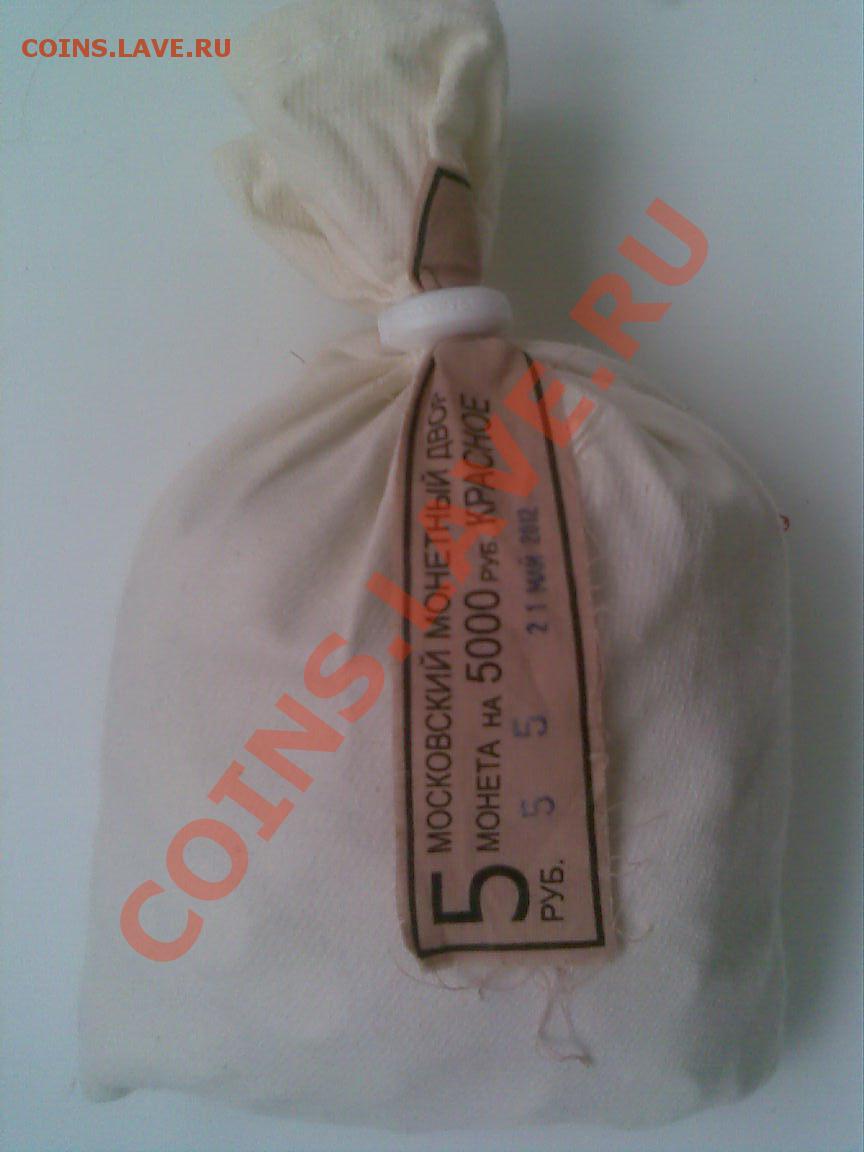 COINS.LAVE.RU
COINS.LAVE.RU
5 МОСКОВСКИЙ МОНЕТНЫЙ ДВОР
МОНЕТА НА 5000 РУБ. КРАСНОЕ
РУБ. 5 5 21 МАЙ 2012